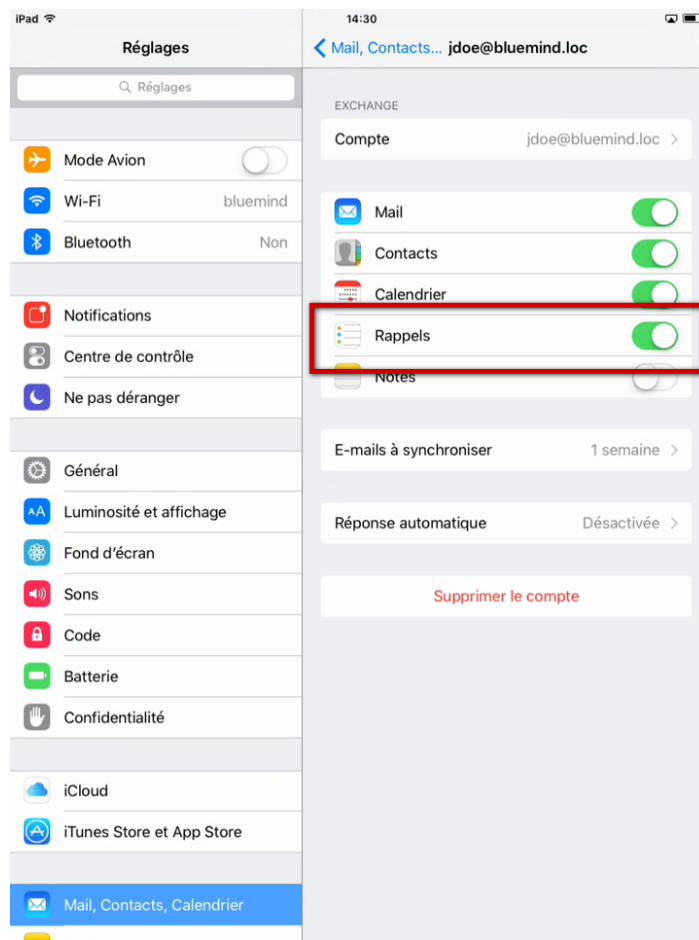 iPad 14:30
Réglages
Mail, Contacts... jdoe@bluemind.loc
Réglages
Mode Avion
Wi-Fi bluemind
Bluetooth Non
Notifications
Centre de contrôle
Ne pas déranger
Général
AA Luminosité et affichage
Fond d'écran
Sons
Code
Batterie
Confidentialité
iCloud
iTunes Store et App Store
Mail, Contacts, Calendrier
EXCHANGE
Compte jdoe@bluemind.loc
Mail
Contacts
Calendrier
Rappels
Notes
E-mails à synchroniser 1 semaine
Réponse automatique Désactivée
Supprimer le compte